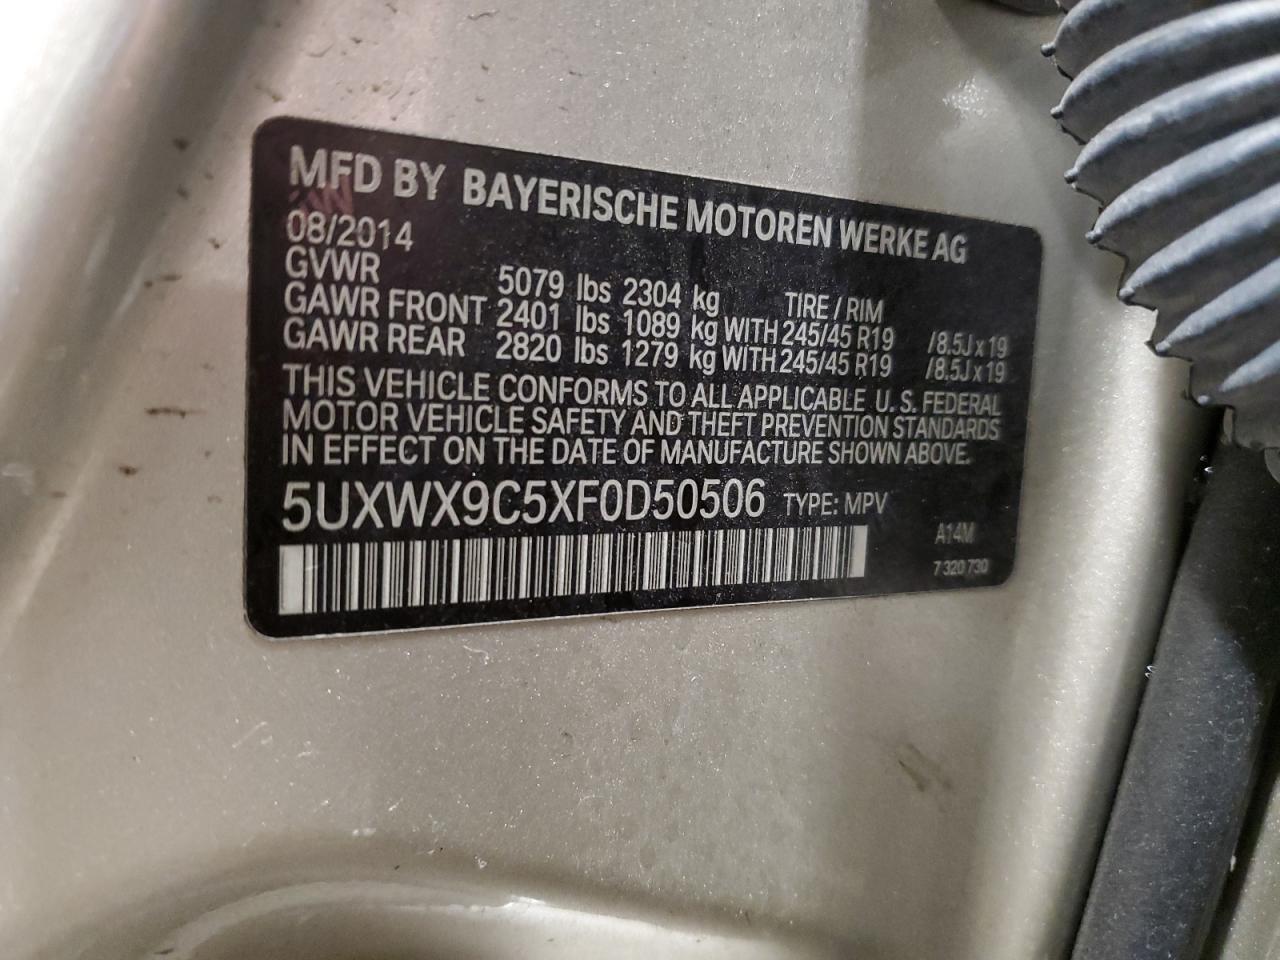 MFD BY BAYERISCHE MOTOREN WERKE AG
08/2014
GVWR 5079 lbs 2304 kg TIRE / RIM
GAWR FRONT 2401 lbs 1089 kg WITH 245/45 R19 /8.5J x 19
GAWR REAR 2820 lbs 1279 kg WITH 245/45 R19 /8.5J x 19
THIS VEHICLE CONFORMS TO ALL APPLICABLE U.S. FEDERAL
MOTOR VEHICLE SAFETY AND THEFT PREVENTION STANDARDS
IN EFFECT ON THE DATE OF MANUFACTURE SHOWN ABOVE.
5UXWX9C5XF0D50506 TYPE: MPV
A14M
7 320 730